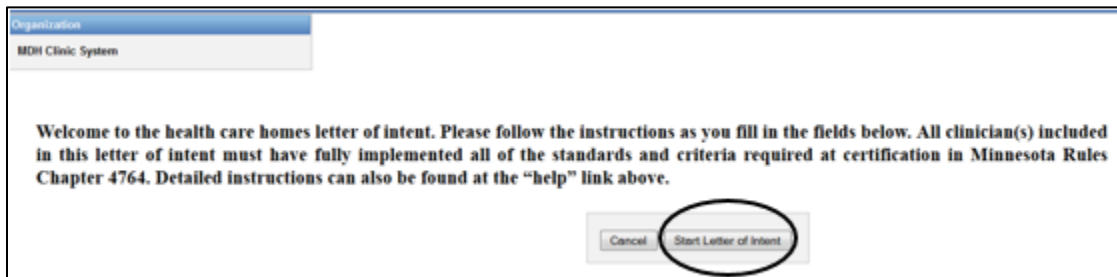 Organization
MDH Clinic System
Welcome to the health care homes letter of intent. Please follow the instructions as you fill in the fields below. All clinician(s) included
in this letter of intent must have fully implemented all of the standards and criteria required at certification in Minnesota Rules
Chapter 4764. Detailed instructions can also be found at the “help” link above.
Cancel Start Letter of Intent